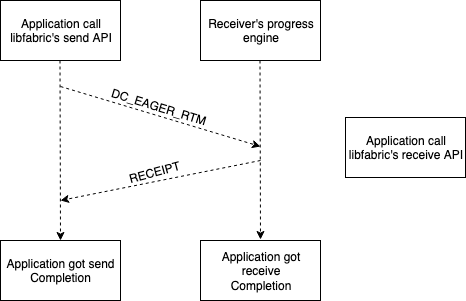 Application call
libfabric's send API
Receiver's progress
engine
DC_EAGER_RTM
Application call
libfabric's receive API
RECEIPT
Application got send
Completion
Application got
receive
Completion